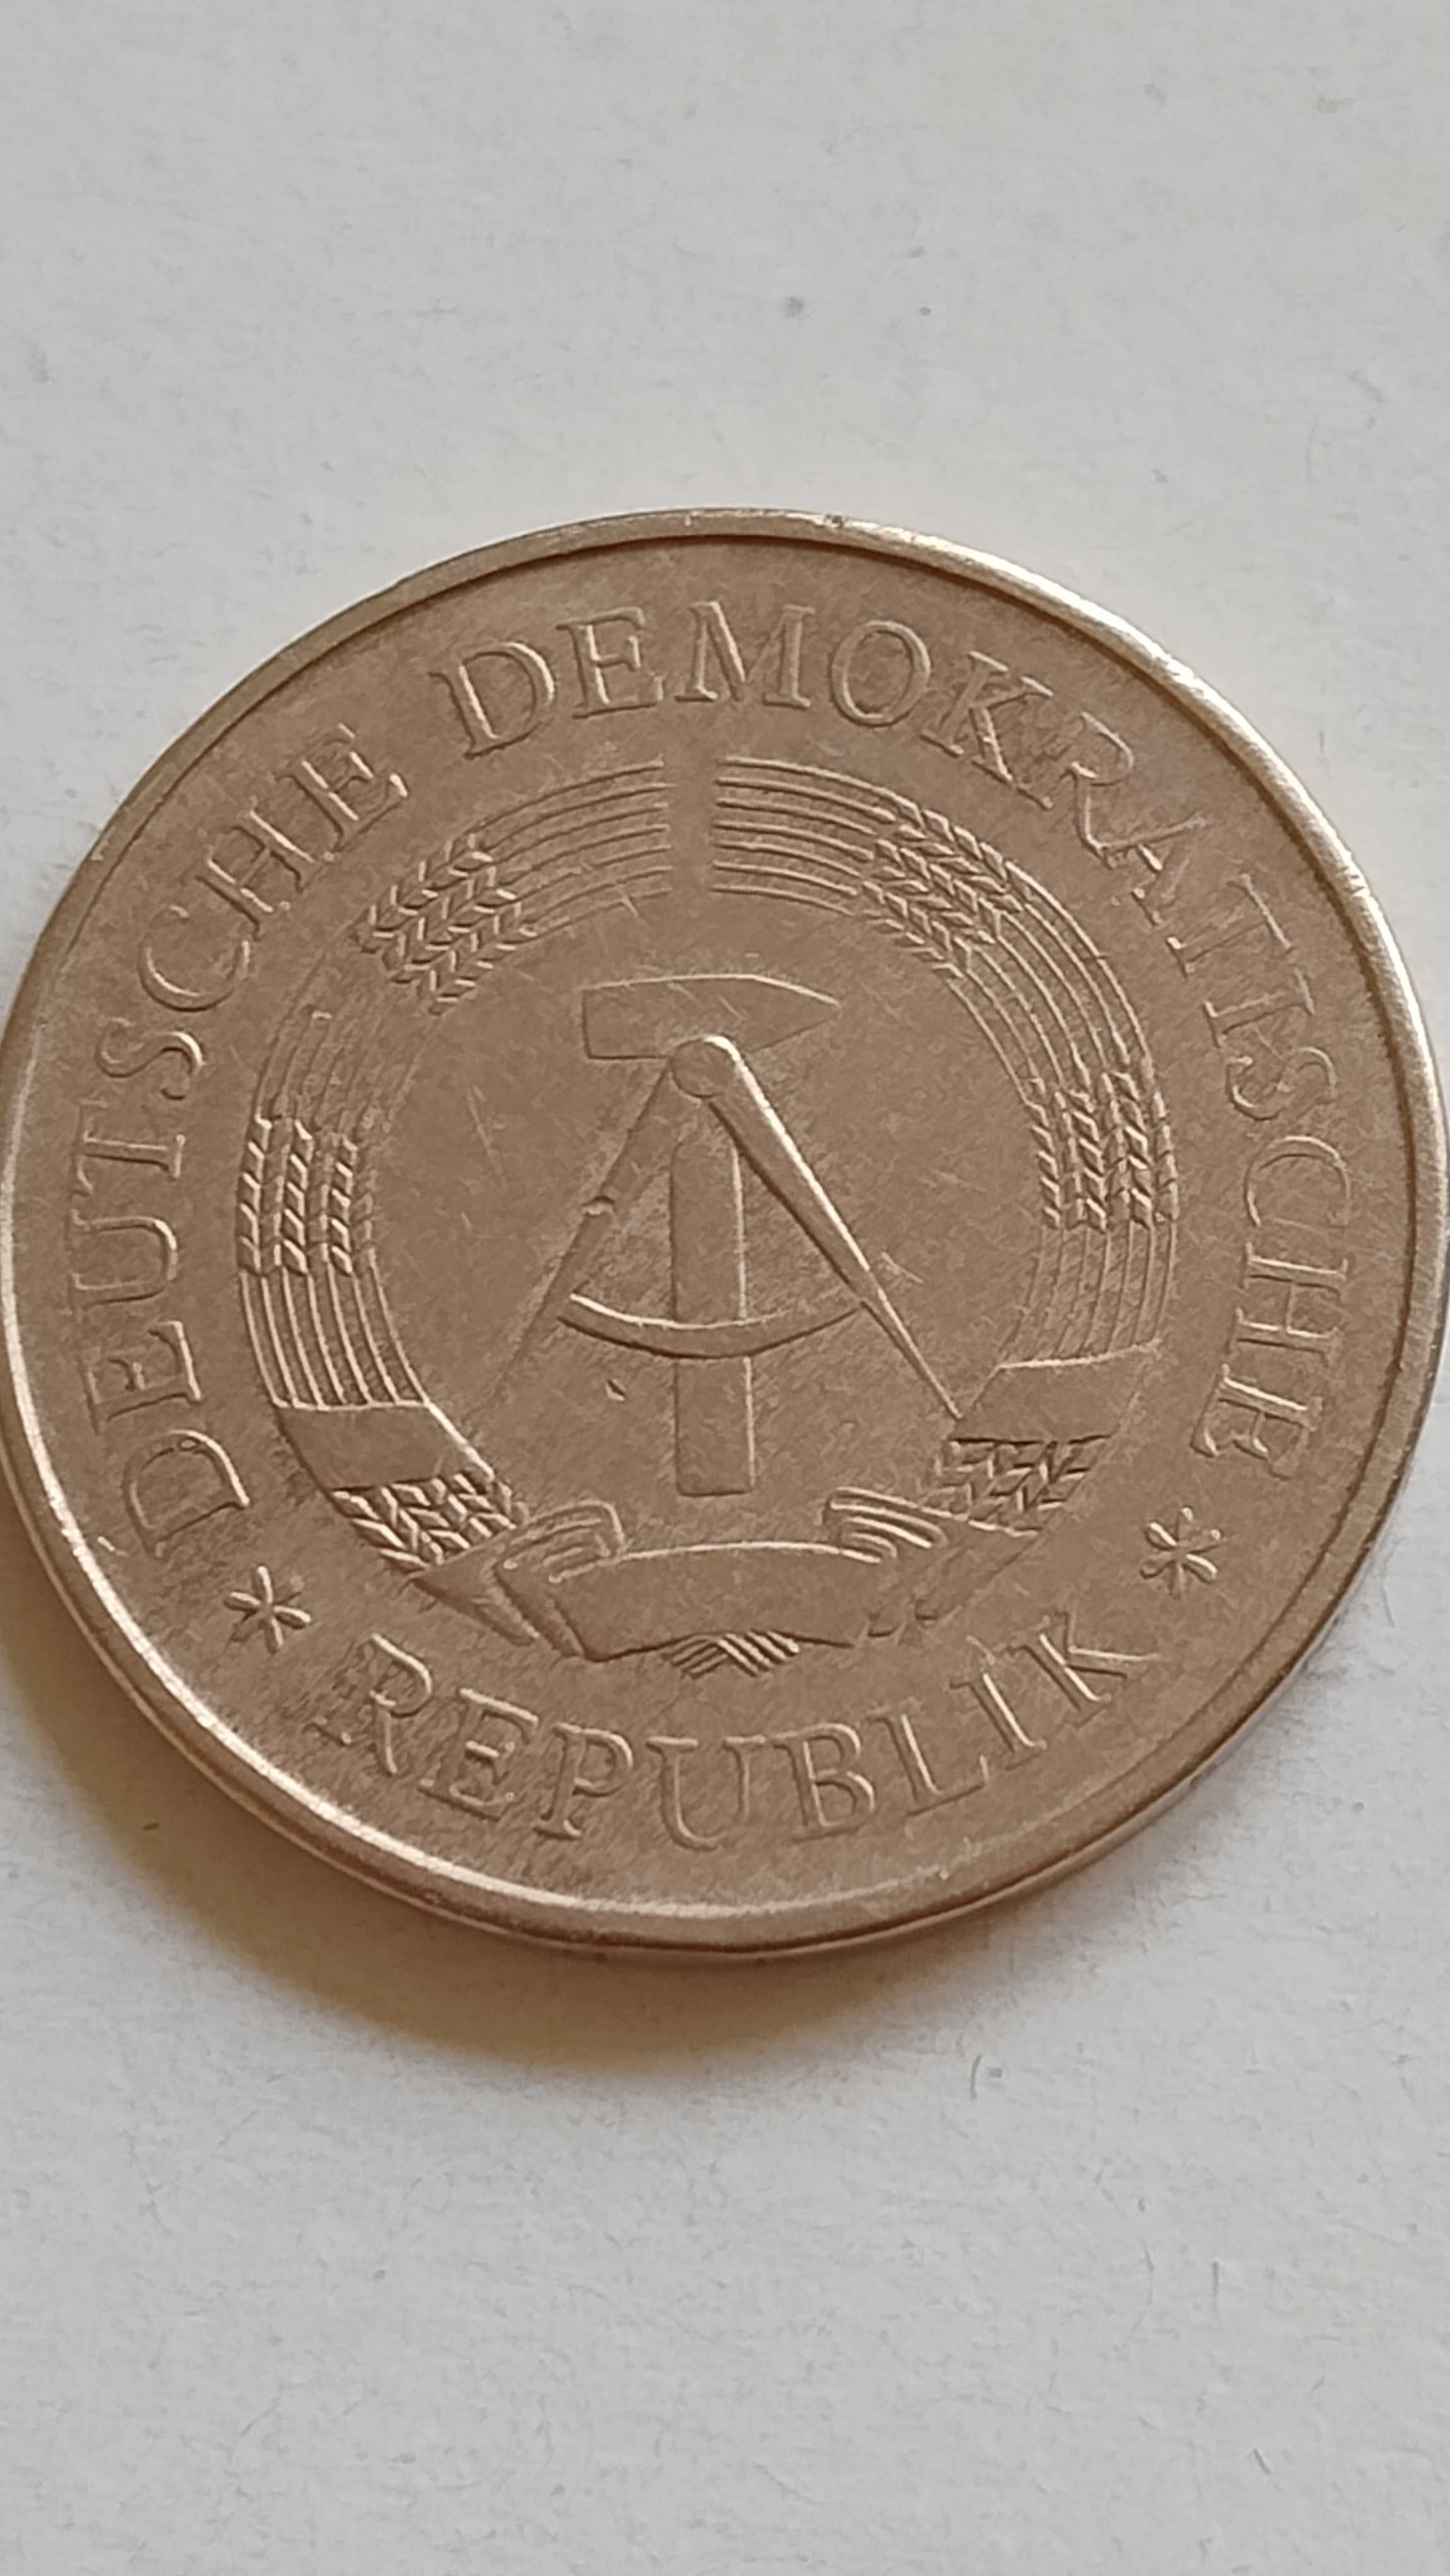 DEUTSCHE DEMOKRATISCHE
* REPUBLIK *